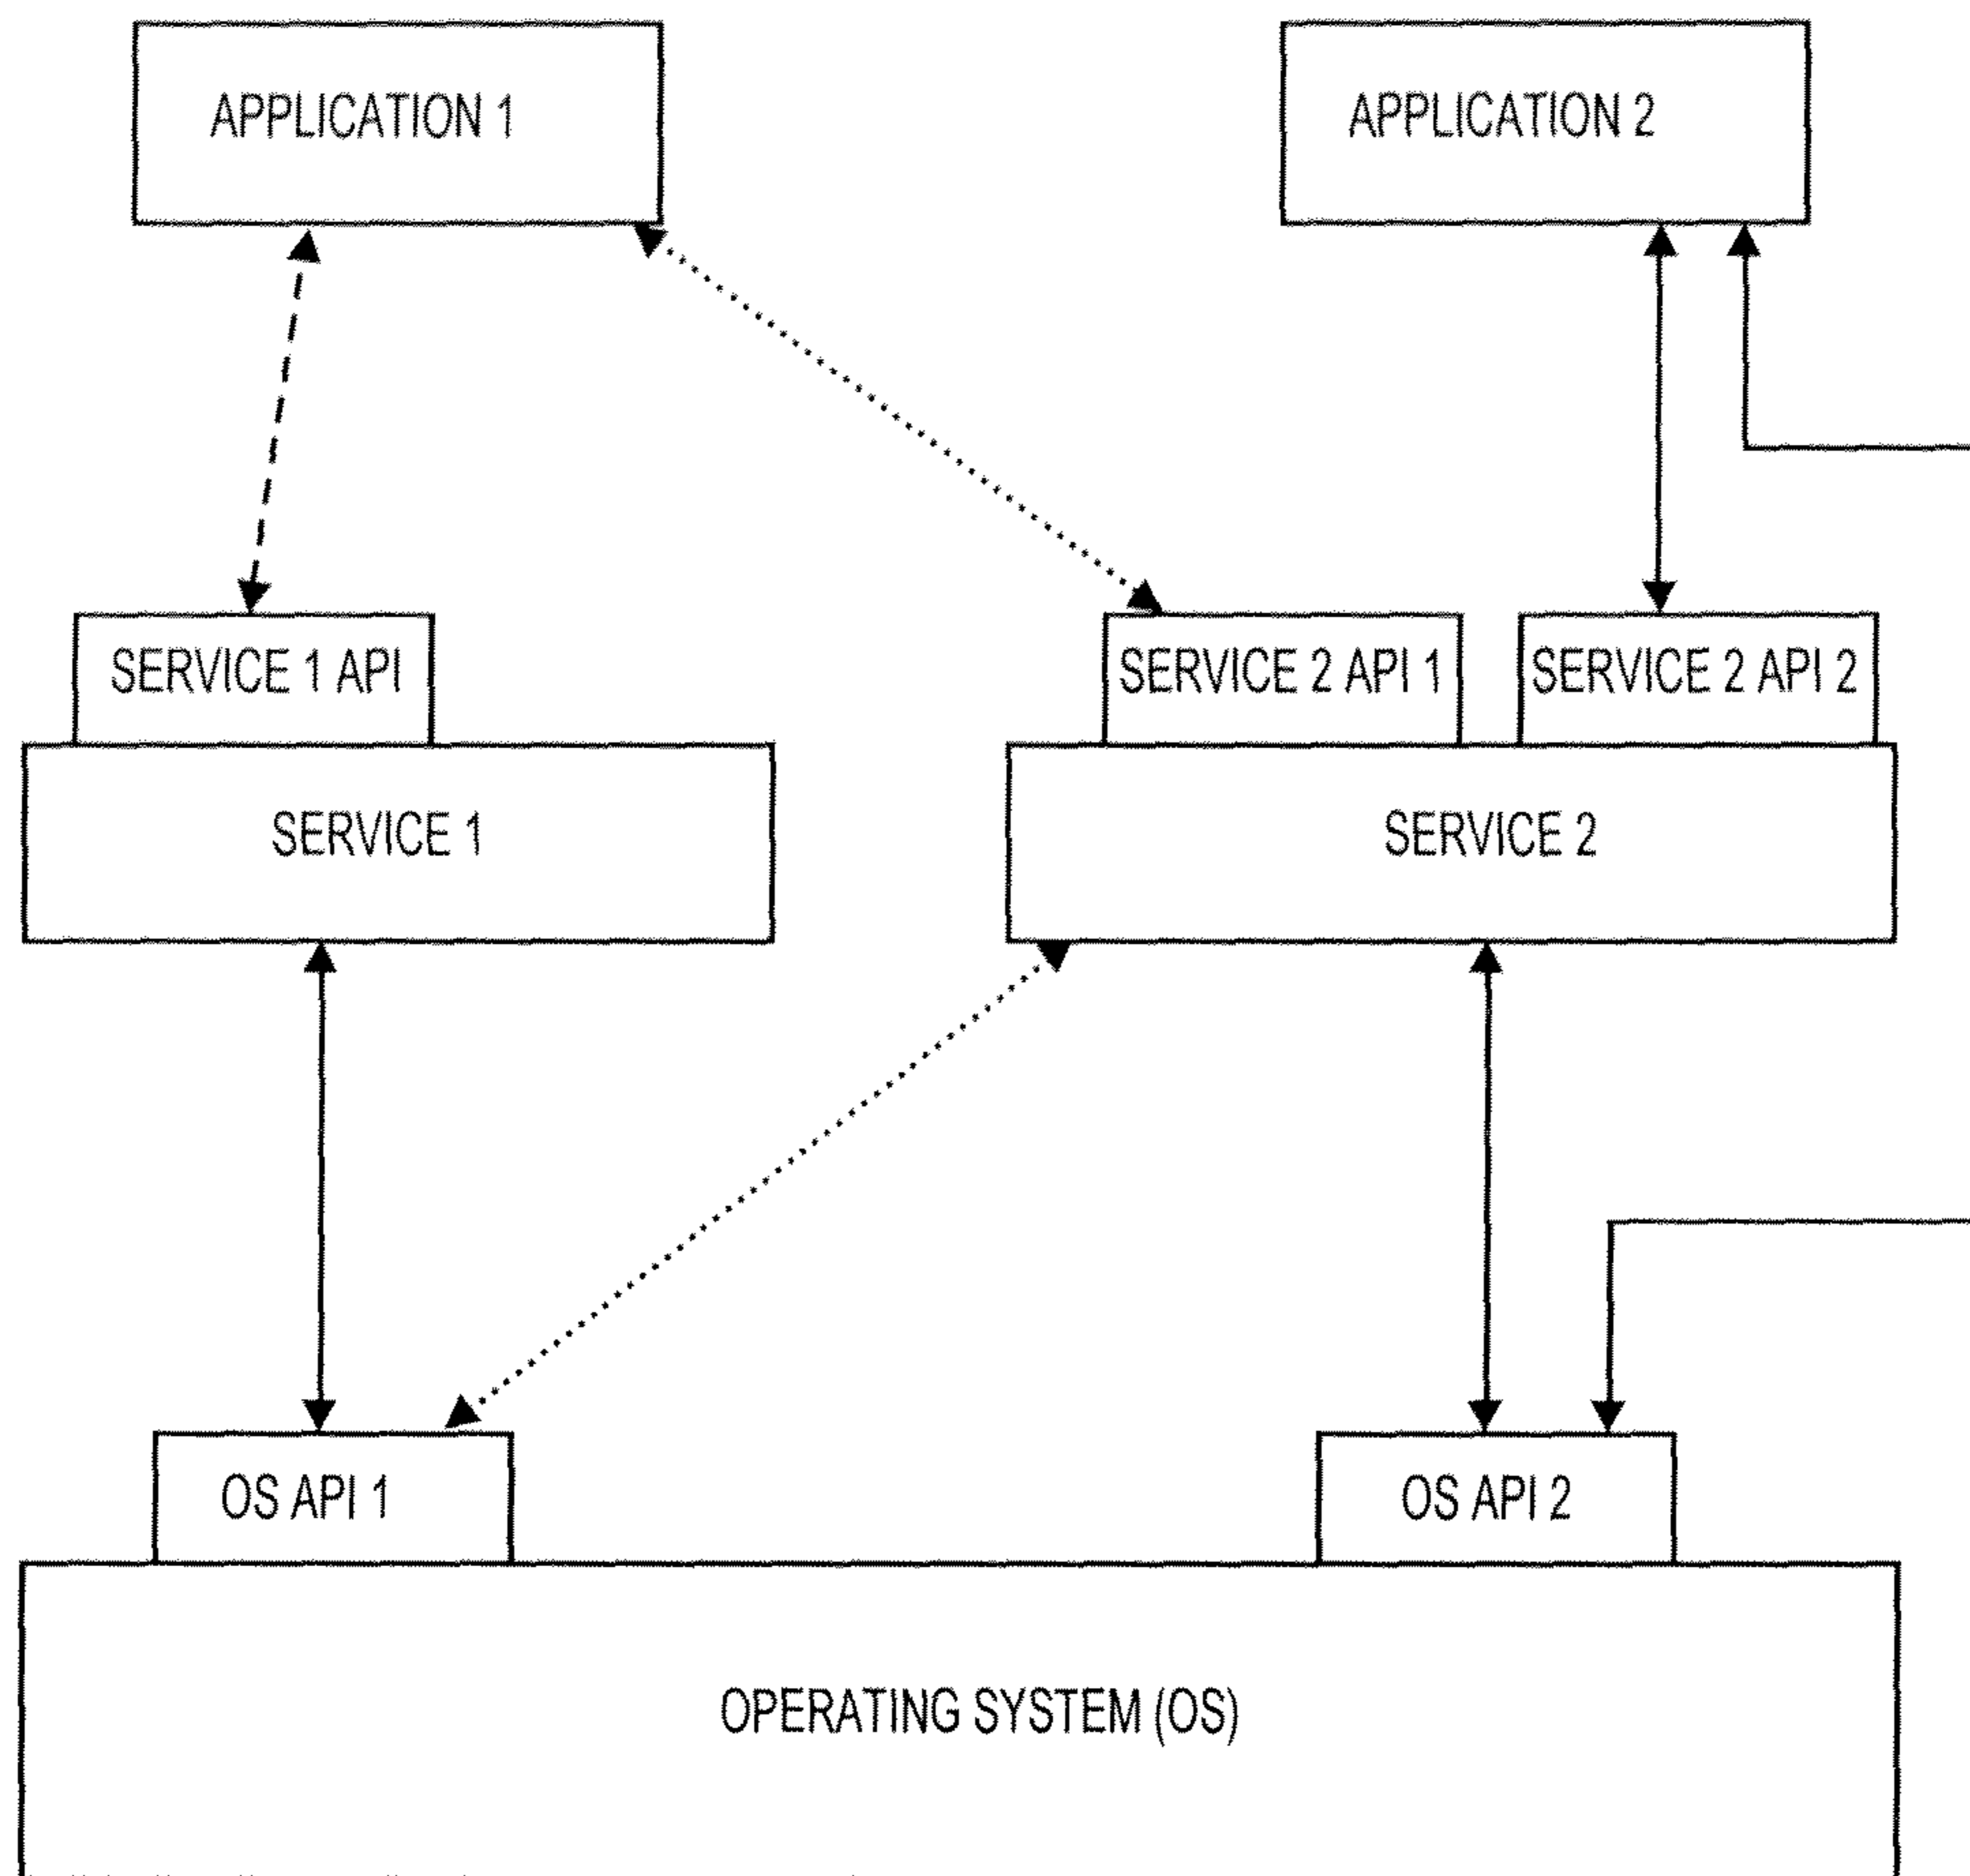 APPLICATION 1
APPLICATION 2
SERVICE 1 API
SERVICE 2 API 1
SERVICE 2 API 2
SERVICE 1
SERVICE 2
OS API 1
OS API 2
OPERATING SYSTEM (OS)